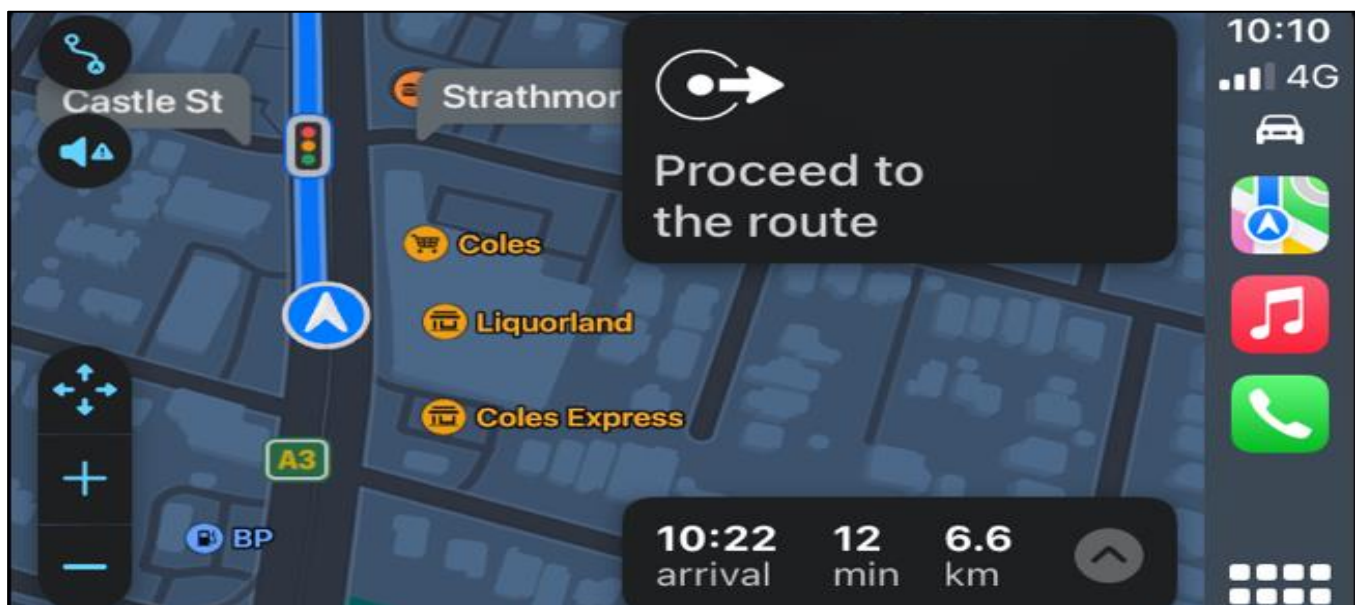 10:10
4G
Castle St
Strathmor
Proceed to
the route
Coles
Liquorland
Coles Express
A3
BP
10:22 12 6.6
arrival min km